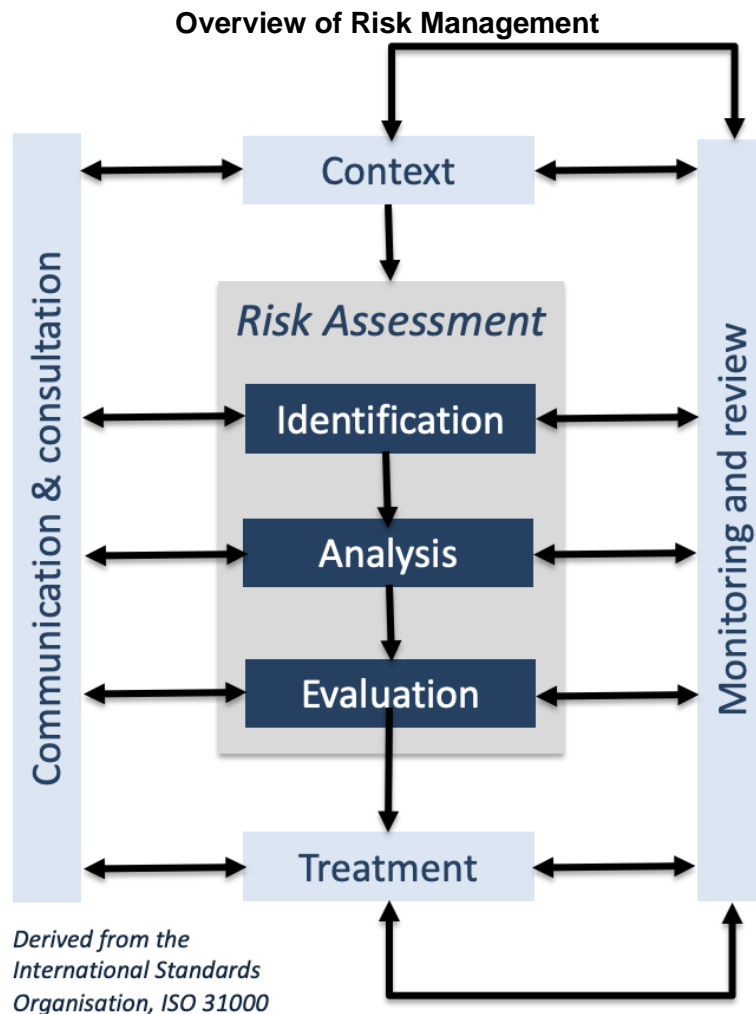 Overview of Risk Management
Context
Communication & consultation
Risk Assessment
Identification
Analysis
Evaluation
Monitoring and review
Treatment
Derived from the
International Standards
Organisation, ISO 31000